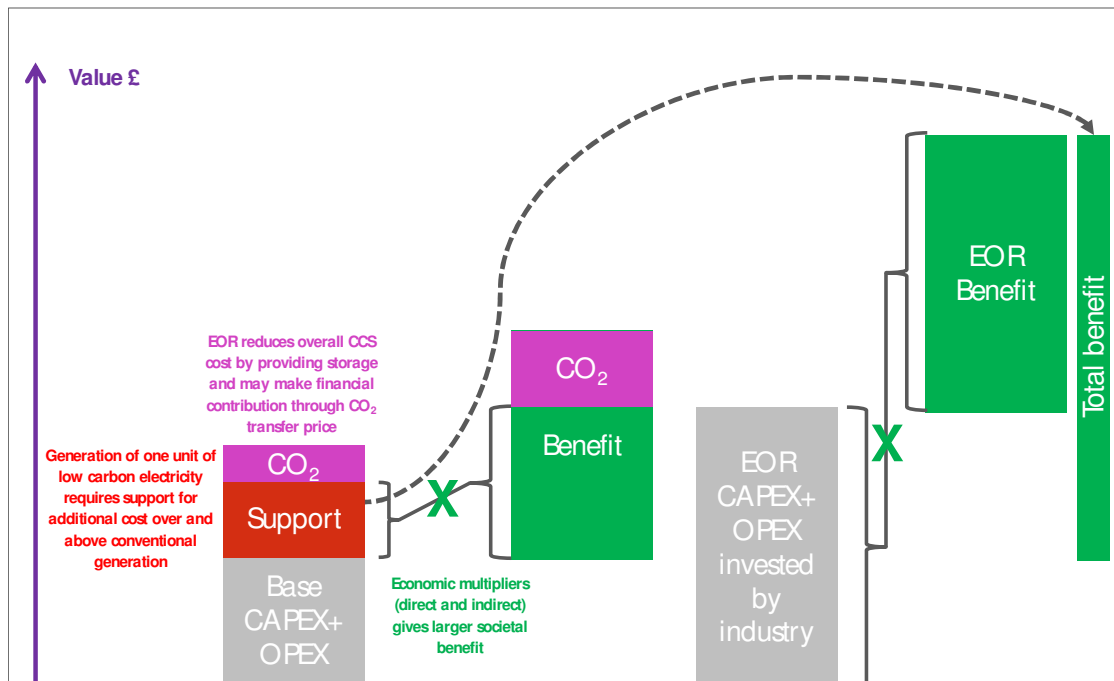 Value £
EOR reduces overall CCS
cost by providing storage
and may make financial
contribution through CO₂
transfer price
Generation of one unit of
low carbon electricity
requires support for
additional cost over and
above conventional
generation
CO₂
Support
Base
CAPEX+
OPEX
X
Economic multipliers
(direct and indirect)
gives larger societal
benefit
CO₂
Benefit
EOR
CAPEX+
OPEX
invested
by
industry
X
EOR
Benefit
Total benefit